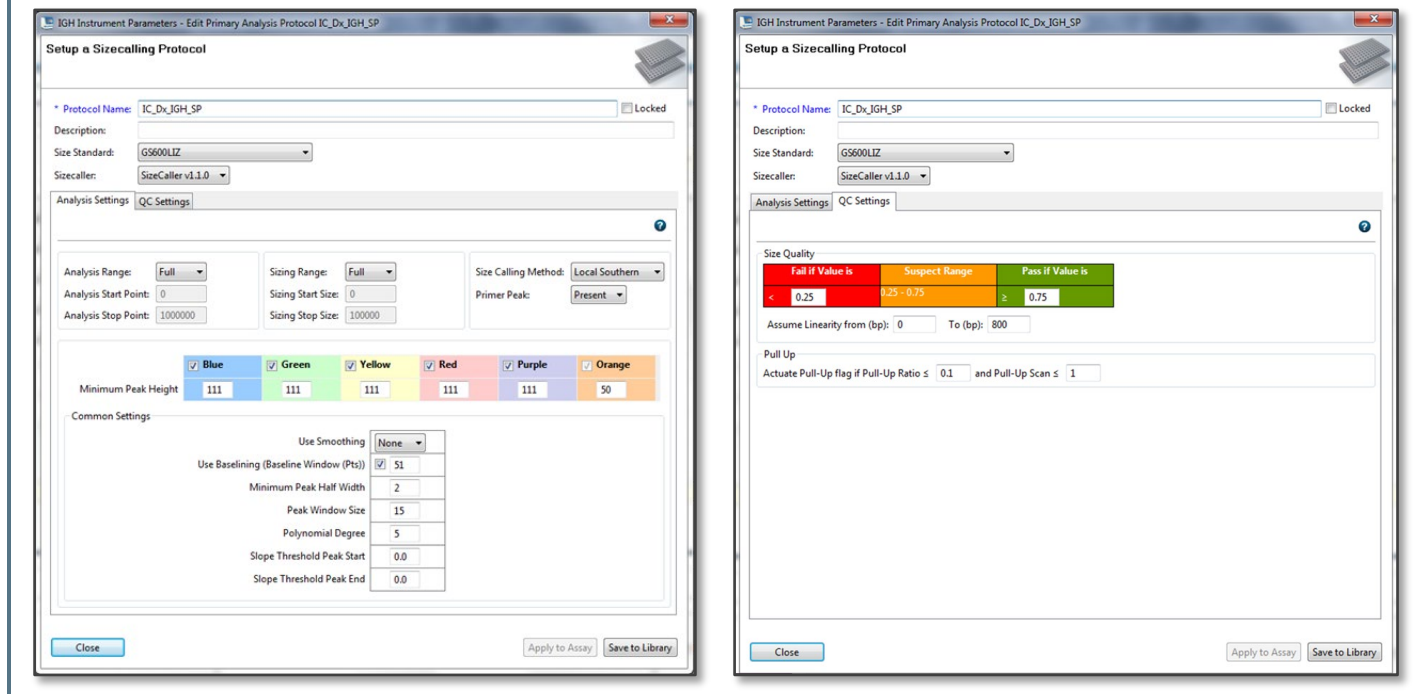 IGH Instrument Parameters - Edit Primary Analysis Protocol IC_Dx_IGH_SP
Setup a Sizecalling Protocol
* Protocol Name: IC_Dx_IGH_SP Locked
Description:
Size Standard: GS600LIZ
Sizecaller: SizeCaller v1.1.0
Analysis Settings QC Settings
Analysis Range: Full Sizing Range: Full Size Calling Method: Local Southern
Analysis Start Point: 0 Sizing Start Size: 0 Primer Peak: Present
Analysis Stop Point: 1000000 Sizing Stop Size: 100000
Blue Green Yellow Red Purple Orange
Minimum Peak Height 111 111 111 111 111 50
Common Settings
Use Smoothing None
Use Baselining (Baseline Window (Pts)) 51
Minimum Peak Half Width 2
Peak Window Size 15
Polynomial Degree 5
Slope Threshold Peak Start 0.0
Slope Threshold Peak End 0.0
Close Apply to Assay Save to Library
IGH Instrument Parameters - Edit Primary Analysis Protocol IC_Dx_IGH_SP
Setup a Sizecalling Protocol
* Protocol Name: IC_Dx_IGH_SP Locked
Description:
Size Standard: GS600LIZ
Sizecaller: SizeCaller v1.1.0
Analysis Settings QC Settings
Size Quality
Fail if Value is Suspect Range Pass if Value is
< 0.25 0.25 - 0.75 ≥ 0.75
Assume Linearity from (bp): 0 To (bp): 800
Pull Up
Actuate Pull-Up flag if Pull-Up Ratio ≤ 0.1 and Pull-Up Scan ≤ 1
Close Apply to Assay Save to Library